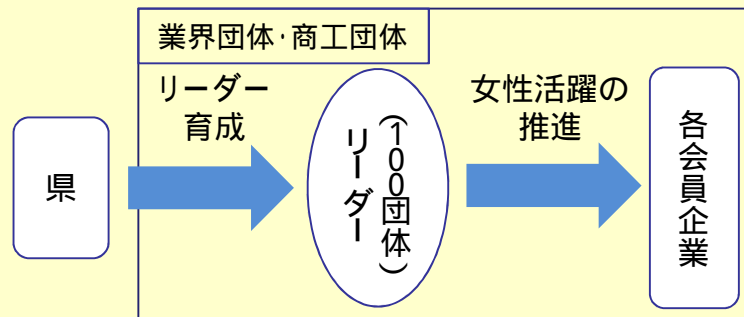 業界団体・商工団体
県
リーダー
育成
リーダー
(100団体)
女性活躍の
推進
各会員企業